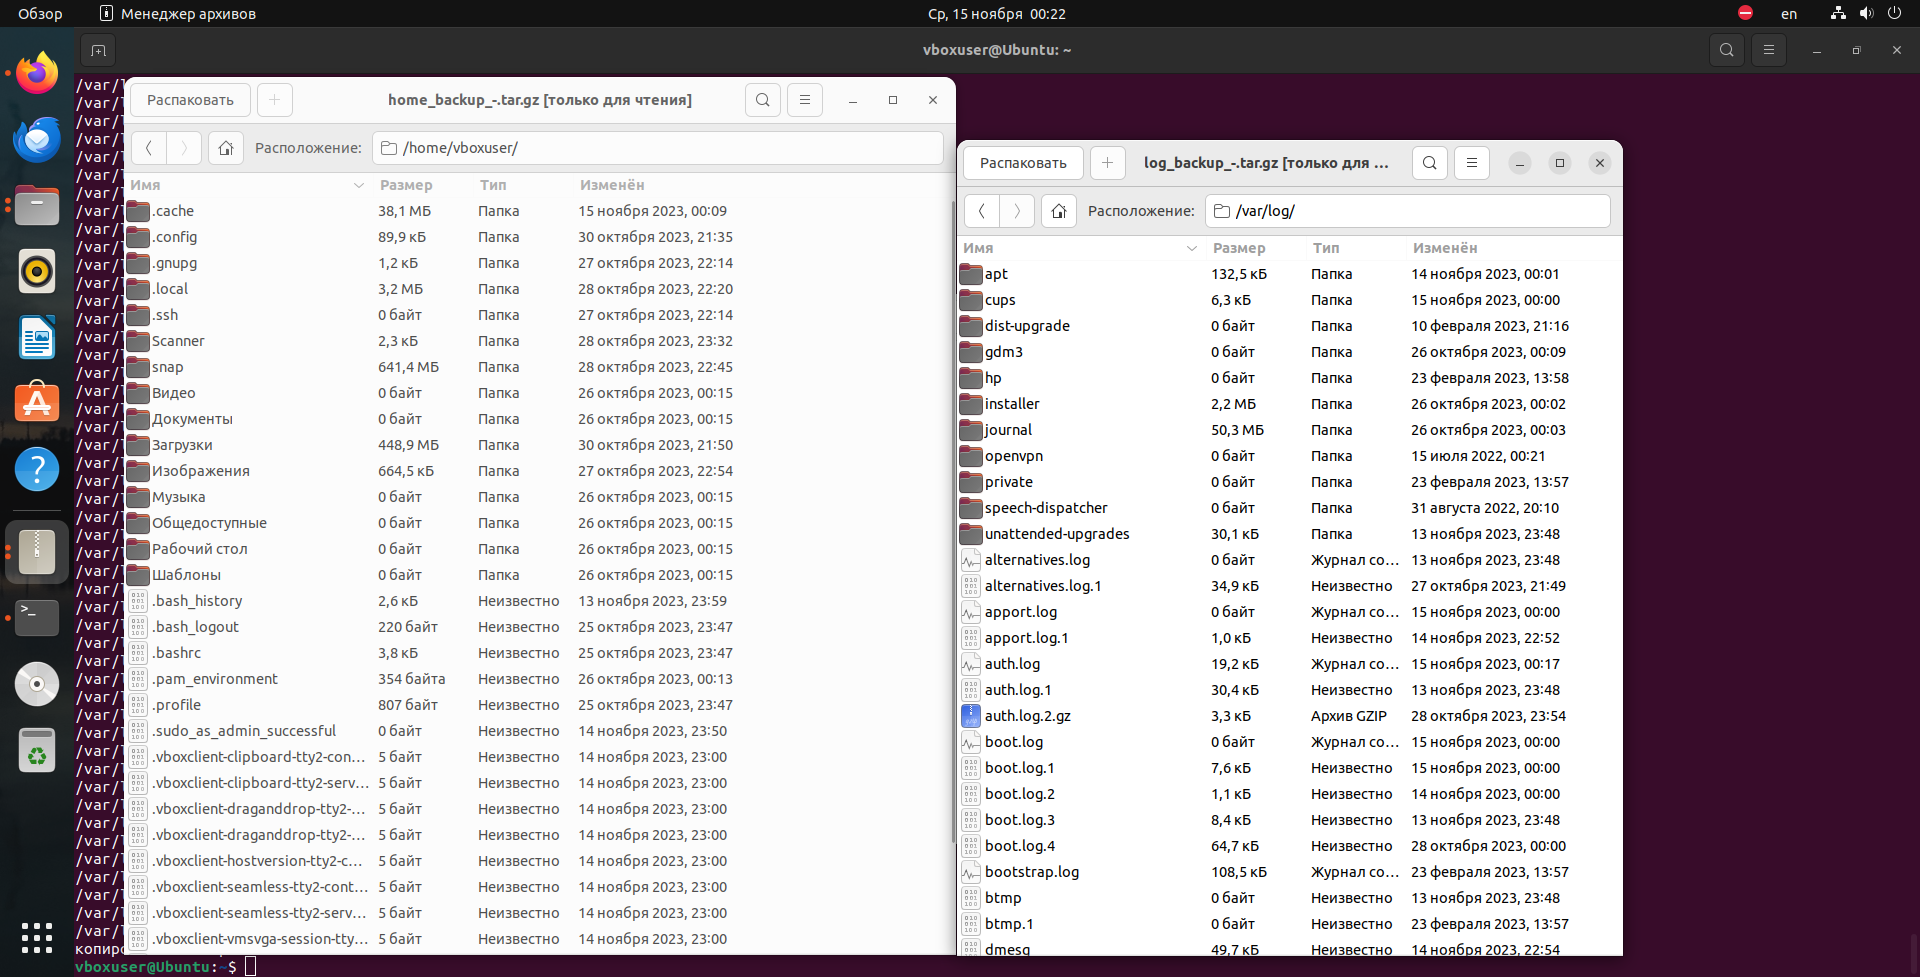 Обзор
Менеджер архивов
Ср, 15 ноября 00:22
en
vboxuser@Ubuntu: ~
Распаковать
home_backup_-.tar.gz [только для чтения]
Расположение: /home/vboxuser/
Имя Размер Тип Изменён
.cache 38,1 МБ Папка 15 ноября 2023, 00:09
.config 89,9 кБ Папка 30 октября 2023, 21:35
.gnupg 1,2 кБ Папка 27 октября 2023, 22:14
.local 3,2 МБ Папка 28 октября 2023, 22:20
.ssh 0 байт Папка 27 октября 2023, 22:14
Scanner 2,3 кБ Папка 28 октября 2023, 23:32
snap 641,4 МБ Папка 28 октября 2023, 22:45
Видео 0 байт Папка 26 октября 2023, 00:15
Документы 0 байт Папка 26 октября 2023, 00:15
Загрузки 448,9 МБ Папка 30 октября 2023, 21:50
Изображения 664,5 кБ Папка 27 октября 2023, 22:54
Музыка 0 байт Папка 26 октября 2023, 00:15
Общедоступные 0 байт Папка 26 октября 2023, 00:15
Рабочий стол 0 байт Папка 26 октября 2023, 00:15
Шаблоны 0 байт Папка 26 октября 2023, 00:15
.bash_history 2,6 кБ Неизвестно 13 ноября 2023, 23:59
.bash_logout 220 байт Неизвестно 25 октября 2023, 23:47
.bashrc 3,8 кБ Неизвестно 25 октября 2023, 23:47
.pam_environment 354 байта Неизвестно 26 октября 2023, 00:13
.profile 807 байт Неизвестно 25 октября 2023, 23:47
.sudo_as_admin_successful 0 байт Неизвестно 14 ноября 2023, 23:50
.vboxclient-clipboard-tty2-con... 5 байт Неизвестно 14 ноября 2023, 23:00
.vboxclient-clipboard-tty2-serv... 5 байт Неизвестно 14 ноября 2023, 23:00
.vboxclient-draganddrop-tty2-... 5 байт Неизвестно 14 ноября 2023, 23:00
.vboxclient-draganddrop-tty2-... 5 байт Неизвестно 14 ноября 2023, 23:00
.vboxclient-hostversion-tty2-c... 5 байт Неизвестно 14 ноября 2023, 23:00
.vboxclient-seamless-tty2-cont... 5 байт Неизвестно 14 ноября 2023, 23:00
.vboxclient-seamless-tty2-serv... 5 байт Неизвестно 14 ноября 2023, 23:00
.vboxclient-vmsvga-session-tty... 5 байт Неизвестно 14 ноября 2023, 23:00
Распаковать
log_backup_-.tar.gz [только для ...
Расположение: /var/log/
Имя Размер Тип Изменён
apt 132,5 кБ Папка 14 ноября 2023, 00:01
cups 6,3 кБ Папка 15 ноября 2023, 00:00
dist-upgrade 0 байт Папка 10 февраля 2023, 21:16
gdm3 0 байт Папка 26 октября 2023, 00:09
hp 0 байт Папка 23 февраля 2023, 13:58
installer 2,2 МБ Папка 26 октября 2023, 00:02
journal 50,3 МБ Папка 26 октября 2023, 00:03
openvpn 0 байт Папка 15 июля 2022, 00:21
private 0 байт Папка 23 февраля 2023, 13:57
speech-dispatcher 0 байт Папка 31 августа 2022, 20:10
unattended-upgrades 30,1 кБ Папка 13 ноября 2023, 23:48
alternatives.log 0 байт Журнал со... 13 ноября 2023, 23:48
alternatives.log.1 34,9 кБ Неизвестно 27 октября 2023, 21:49
apport.log 0 байт Журнал со... 15 ноября 2023, 00:00
apport.log.1 1,0 кБ Неизвестно 14 ноября 2023, 22:52
auth.log 19,2 кБ Журнал со... 15 ноября 2023, 00:17
auth.log.1 30,4 кБ Неизвестно 13 ноября 2023, 23:48
auth.log.2.gz 3,3 кБ Архив GZIP 28 октября 2023, 23:54
boot.log 0 байт Журнал со... 15 ноября 2023, 00:00
boot.log.1 7,6 кБ Неизвестно 15 ноября 2023, 00:00
boot.log.2 1,1 кБ Неизвестно 14 ноября 2023, 00:00
boot.log.3 8,4 кБ Неизвестно 13 ноября 2023, 23:48
boot.log.4 64,7 кБ Неизвестно 28 октября 2023, 00:00
bootstrap.log 108,5 кБ Журнал со... 23 февраля 2023, 13:57
btmp 0 байт Неизвестно 13 ноября 2023, 23:48
btmp.1 0 байт Неизвестно 23 февраля 2023, 13:57
dmesg 49,7 кБ Неизвестно 14 ноября 2023, 22:54
vboxuser@Ubuntu:~$